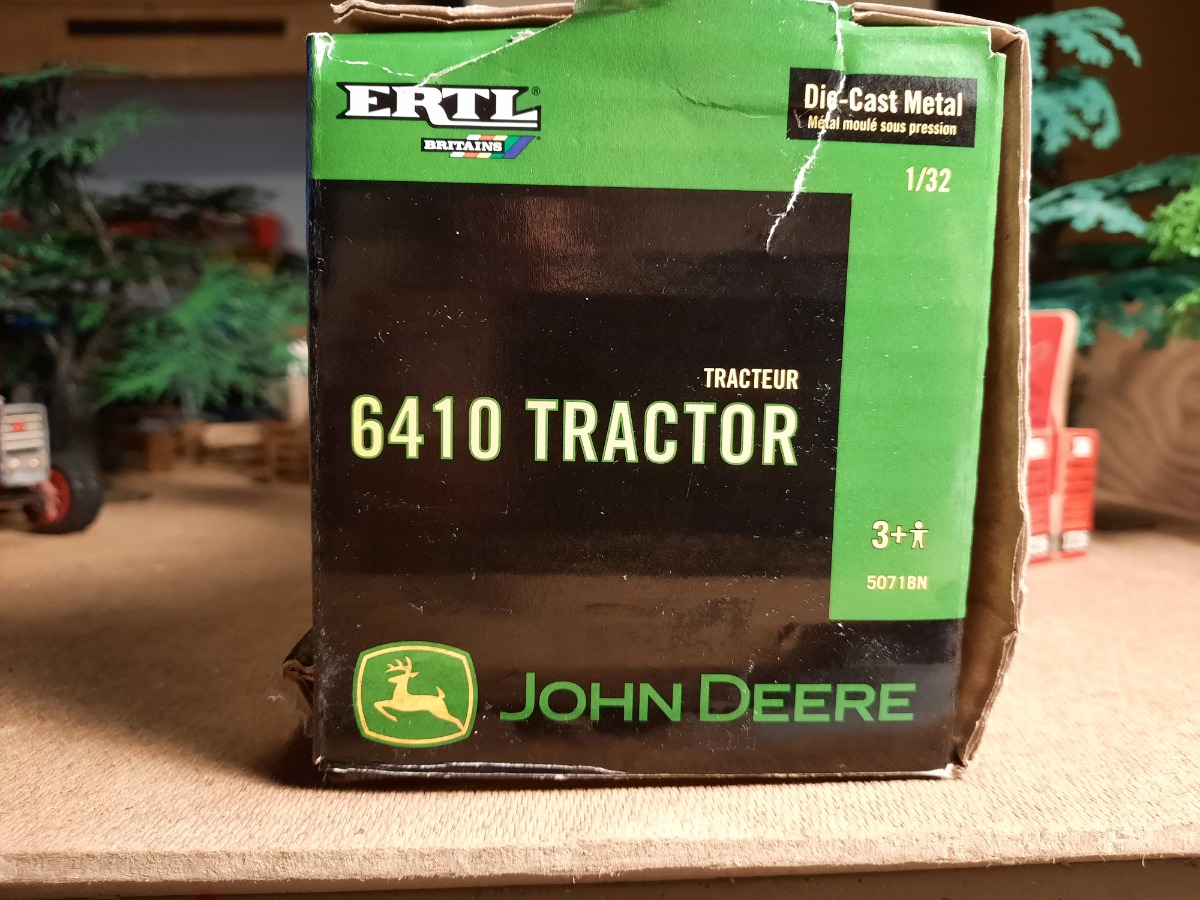 ERTL®
BRITAINS
Die-Cast Metal
Métal moulé sous pression
1/32
TRACTEUR
6410 TRACTOR
3+
5071BN
JOHN DEERE